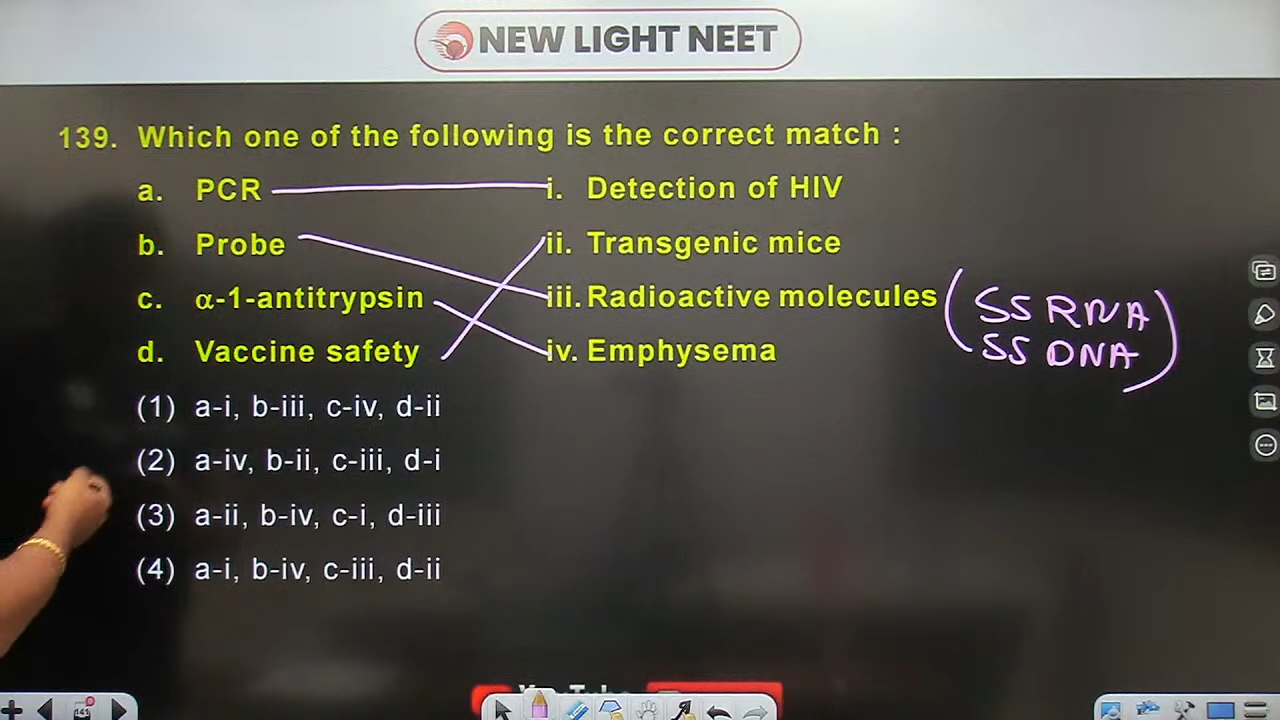 NEW LIGHT NEET
139. Which one of the following is the correct match :
a. PCR i. Detection of HIV
b. Probe ii. Transgenic mice
c. α-1-antitrypsin iii. Radioactive molecules (SS RNA
d. Vaccine safety iv. Emphysema SS DNA)
(1) a-i, b-iii, c-iv, d-ii
(2) a-iv, b-ii, c-iii, d-i
(3) a-ii, b-iv, c-i, d-iii
(4) a-i, b-iv, c-iii, d-ii